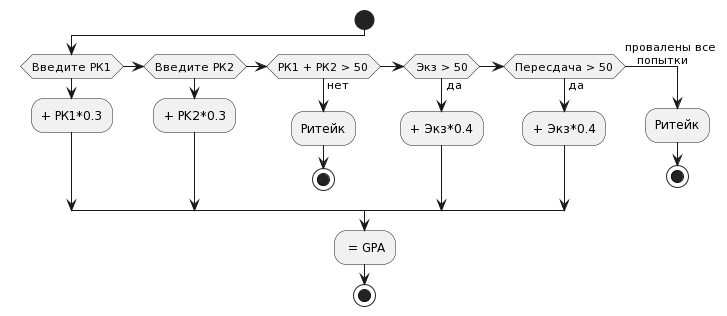 провалены все
попытки
Введите РК1
Введите РК2
РК1 + РК2 > 50
Экз > 50
Пересдача > 50
нет
да
да
+ РК1*0.3
+ РК2*0.3
Ритейк
+ Экз*0.4
+ Экз*0.4
Ритейк
= GPA